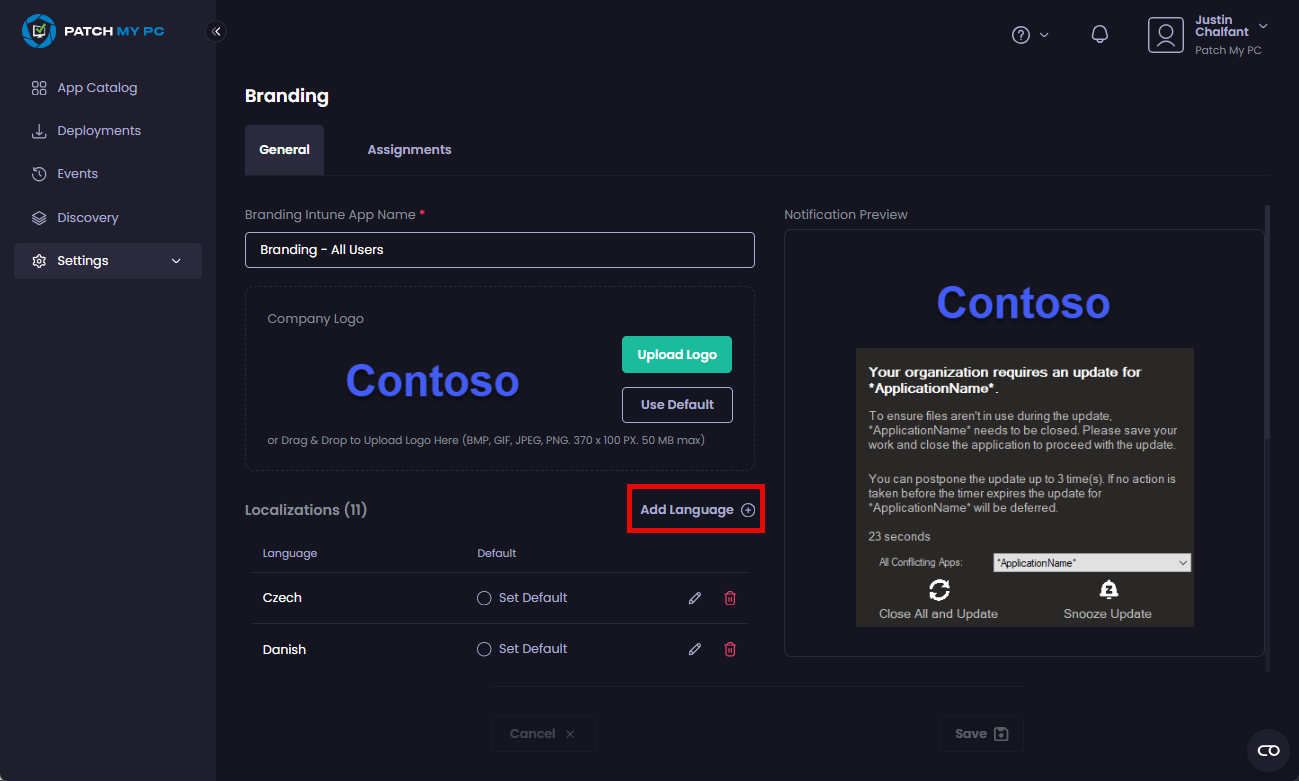 PATCH MY PC
Justin
Chalfant
Patch My PC
App Catalog
Deployments
Events
Discovery
Settings
Branding
General
Assignments
Branding Intune App Name *
Branding - All Users
Company Logo
Contoso
Upload Logo
Use Default
or Drag & Drop to Upload Logo Here (BMP, GIF, JPEG, PNG. 370 x 100 PX. 50 MB max)
Localizations (11)
Add Language
Language Default
Czech Set Default
Danish Set Default
Notification Preview
Contoso
Your organization requires an update for
*ApplicationName*.
To ensure files aren't in use during the update,
*ApplicationName* needs to be closed. Please save your
work and close the application to proceed with the update.
You can postpone the update up to 3 time(s). If no action is
taken before the timer expires the update for
*ApplicationName* will be deferred.
23 seconds
All Conflicting Apps: *ApplicationName*
Close All and Update
Snooze Update
Cancel
Save